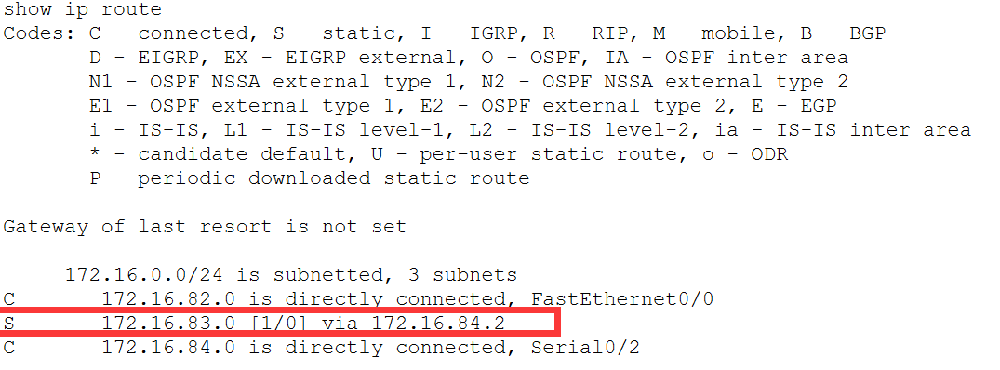 show ip route
Codes: C - connected, S - static, I - IGRP, R - RIP, M - mobile, B - BGP
D - EIGRP, EX - EIGRP external, O - OSPF, IA - OSPF inter area
N1 - OSPF NSSA external type 1, N2 - OSPF NSSA external type 2
E1 - OSPF external type 1, E2 - OSPF external type 2, E - EGP
i - IS-IS, L1 - IS-IS level-1, L2 - IS-IS level-2, ia - IS-IS inter area
* - candidate default, U - per-user static route, o - ODR
P - periodic downloaded static route
Gateway of last resort is not set
172.16.0.0/24 is subnetted, 3 subnets
C 172.16.82.0 is directly connected, FastEthernet0/0
S 172.16.83.0 [1/0] via 172.16.84.2
C 172.16.84.0 is directly connected, Serial0/2